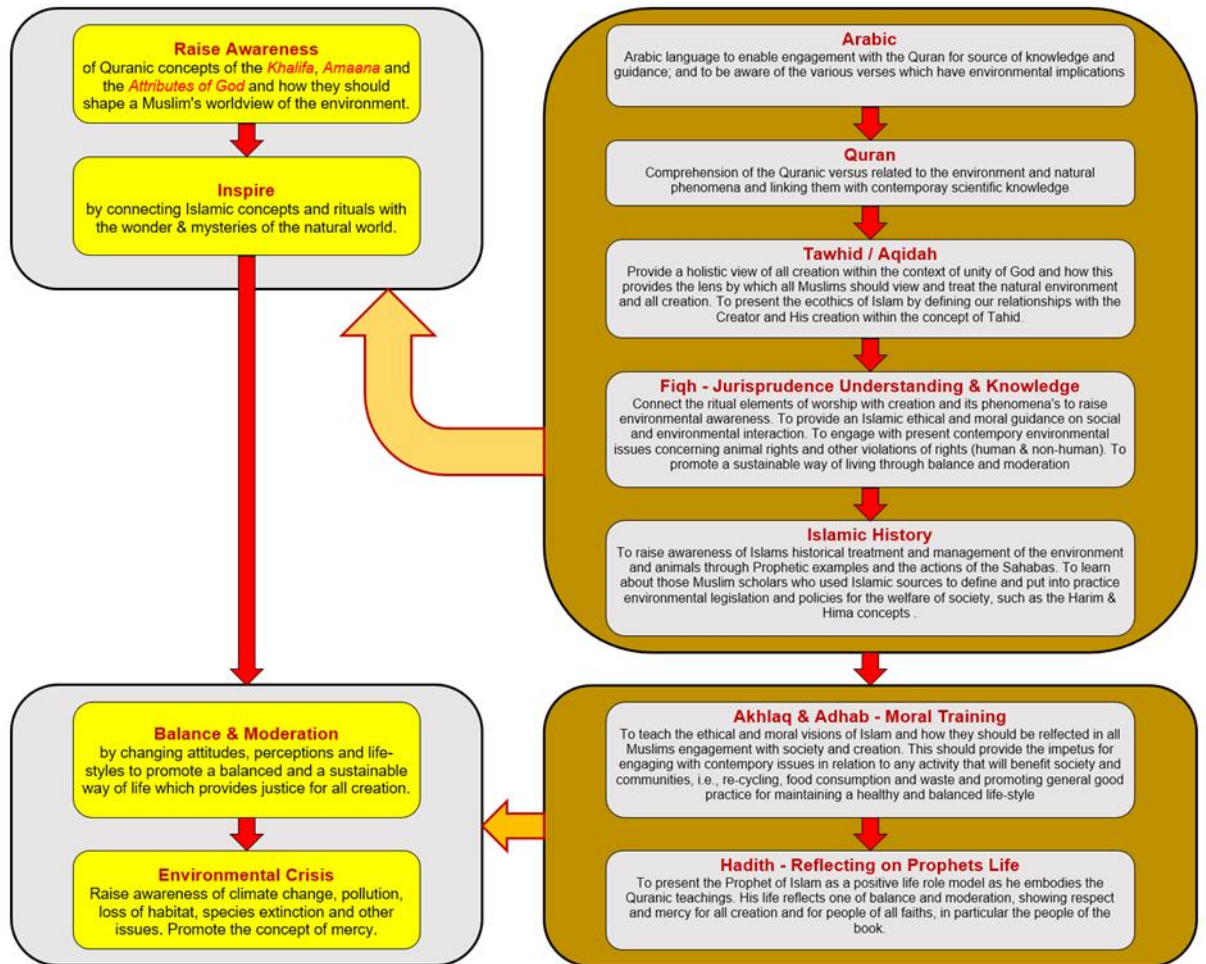 Raise Awareness
of Quranic concepts of the Khalifa, Amaana and
the Attributes of God and how they should
shape a Muslim's worldview of the environment.
Inspire
by connecting Islamic concepts and rituals with
the wonder & mysteries of the natural world.
Balance & Moderation
by changing attitudes, perceptions and life-
styles to promote a balanced and a sustainable
way of life which provides justice for all creation.
Environmental Crisis
Raise awareness of climate change, pollution,
loss of habitat, species extinction and other
issues. Promote the concept of mercy.
Arabic
Arabic language to enable engagement with the Quran for source of knowledge and
guidance; and to be aware of the various verses which have environmental implications
Quran
Comprehension of the Quranic versus related to the environment and natural
phenomena and linking them with contemporay scientific knowledge
Tawhid / Aqidah
Provide a holistic view of all creation within the context of unity of God and how this
provides the lens by which all Muslims should view and treat the natural environment
and all creation. To present the ecothics of Islam by defining our relationships with the
Creator and His creation within the concept of Tahid.
Fiqh - Jurisprudence Understanding & Knowledge
Connect the ritual elements of worship with creation and its phenomena's to raise
environmental awareness. To provide an Islamic ethical and moral guidance on social
and environmental interaction. To engage with present contempory environmental
issues concerning animal rights and other violations of rights (human & non-human). To
promote a sustainable way of living through balance and moderation
Islamic History
To raise awareness of Islams historical treatment and management of the environment
and animals through Prophetic examples and the actions of the Sahabas. To learn
about those Muslim scholars who used Islamic sources to define and put into practice
environmental legislation and policies for the welfare of society, such as the Harim &
Hima concepts .
Akhlaq & Adhab - Moral Training
To teach the ethical and moral visions of Islam and how they should be relfected in all
Muslims engagement with society and creation. This should provide the impetus for
engaging with contempory issues in relation to any activity that will benefit society and
communities, i.e., re-cycling, food consumption and waste and promoting general good
practice for maintaining a healthy and balanced life-style
Hadith - Reflecting on Prophets Life
To present the Prophet of Islam as a positive life role model as he embodies the
Quranic teachings. His life reflects one of balance and moderation, showing respect
and mercy for all creation and for people of all faiths, in particular the people of the
book.